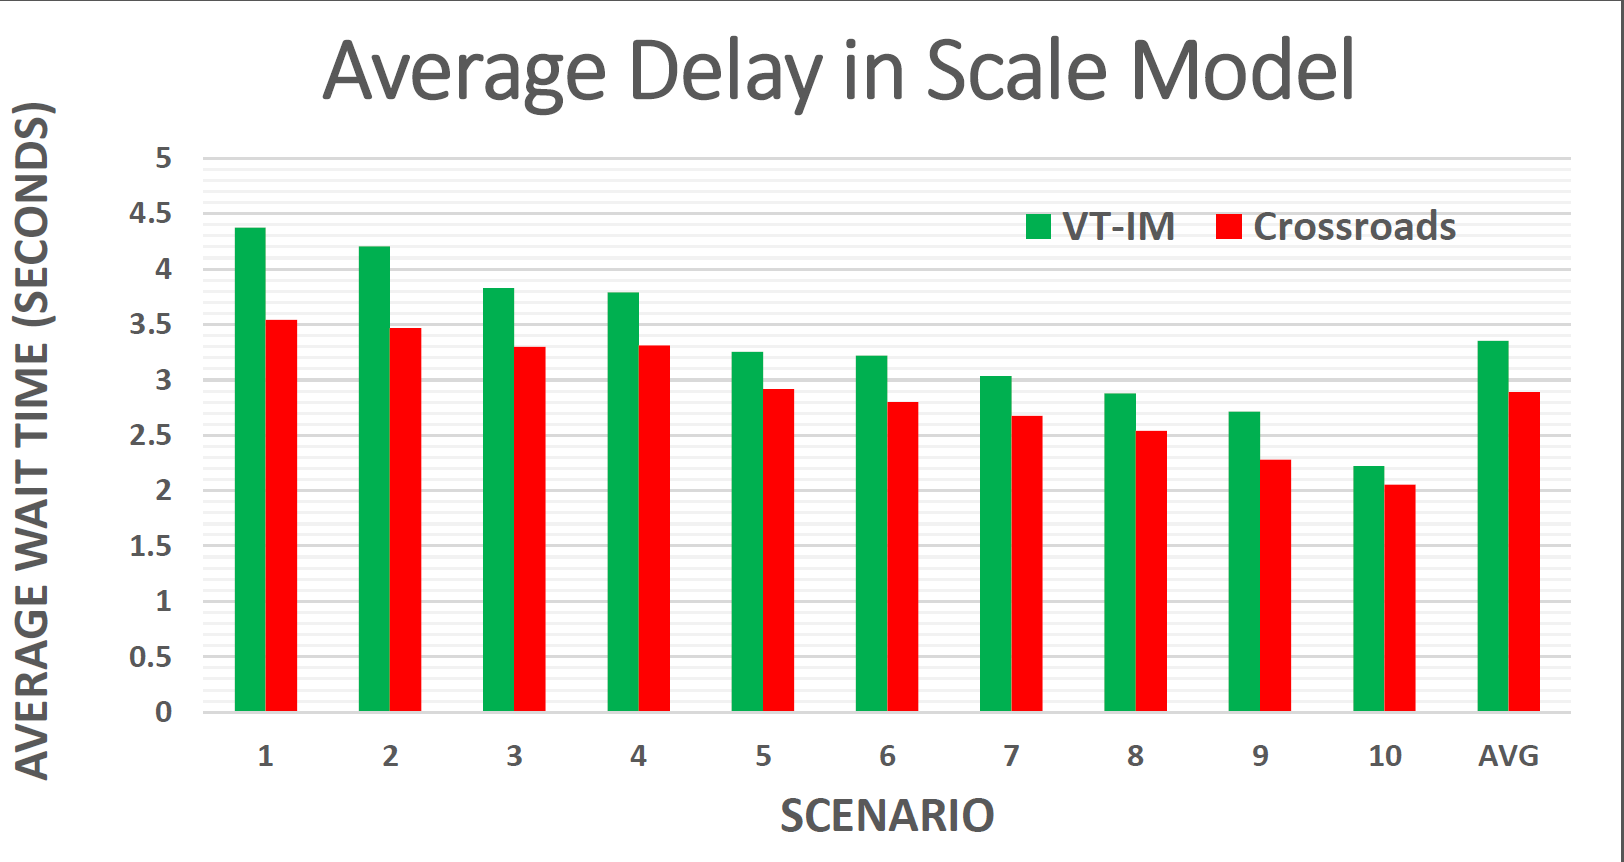 Average Delay in Scale Model
AVERAGE WAIT TIME (SECONDS)
5
4.5
4
3.5
3
2.5
2
1.5
1
0.5
0
VT-IM Crossroads
1 2 3 4 5 6 7 8 9 10 AVG
SCENARIO